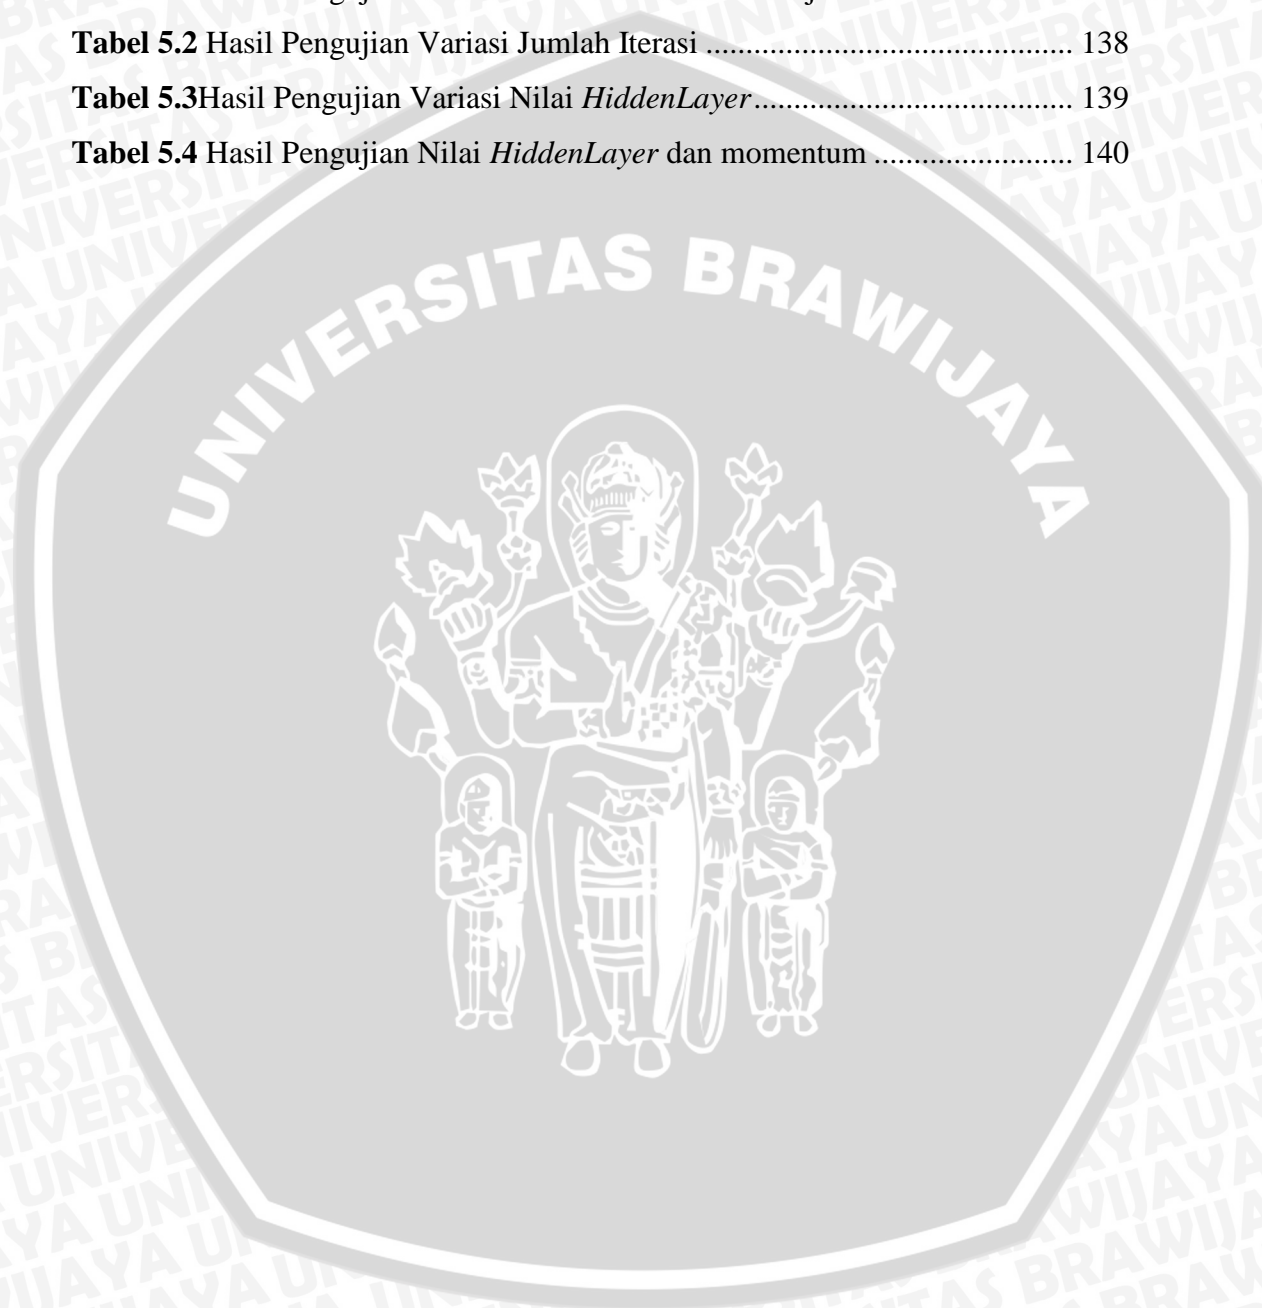 Tabel 5.2 Hasil Pengujian Variasi Jumlah Iterasi .............................................. 138
Tabel 5.3Hasil Pengujian Variasi Nilai HiddenLayer........................................ 139
Tabel 5.4 Hasil Pengujian Nilai HiddenLayer dan momentum ......................... 140
UNIVERSITAS BRAWIJAYA